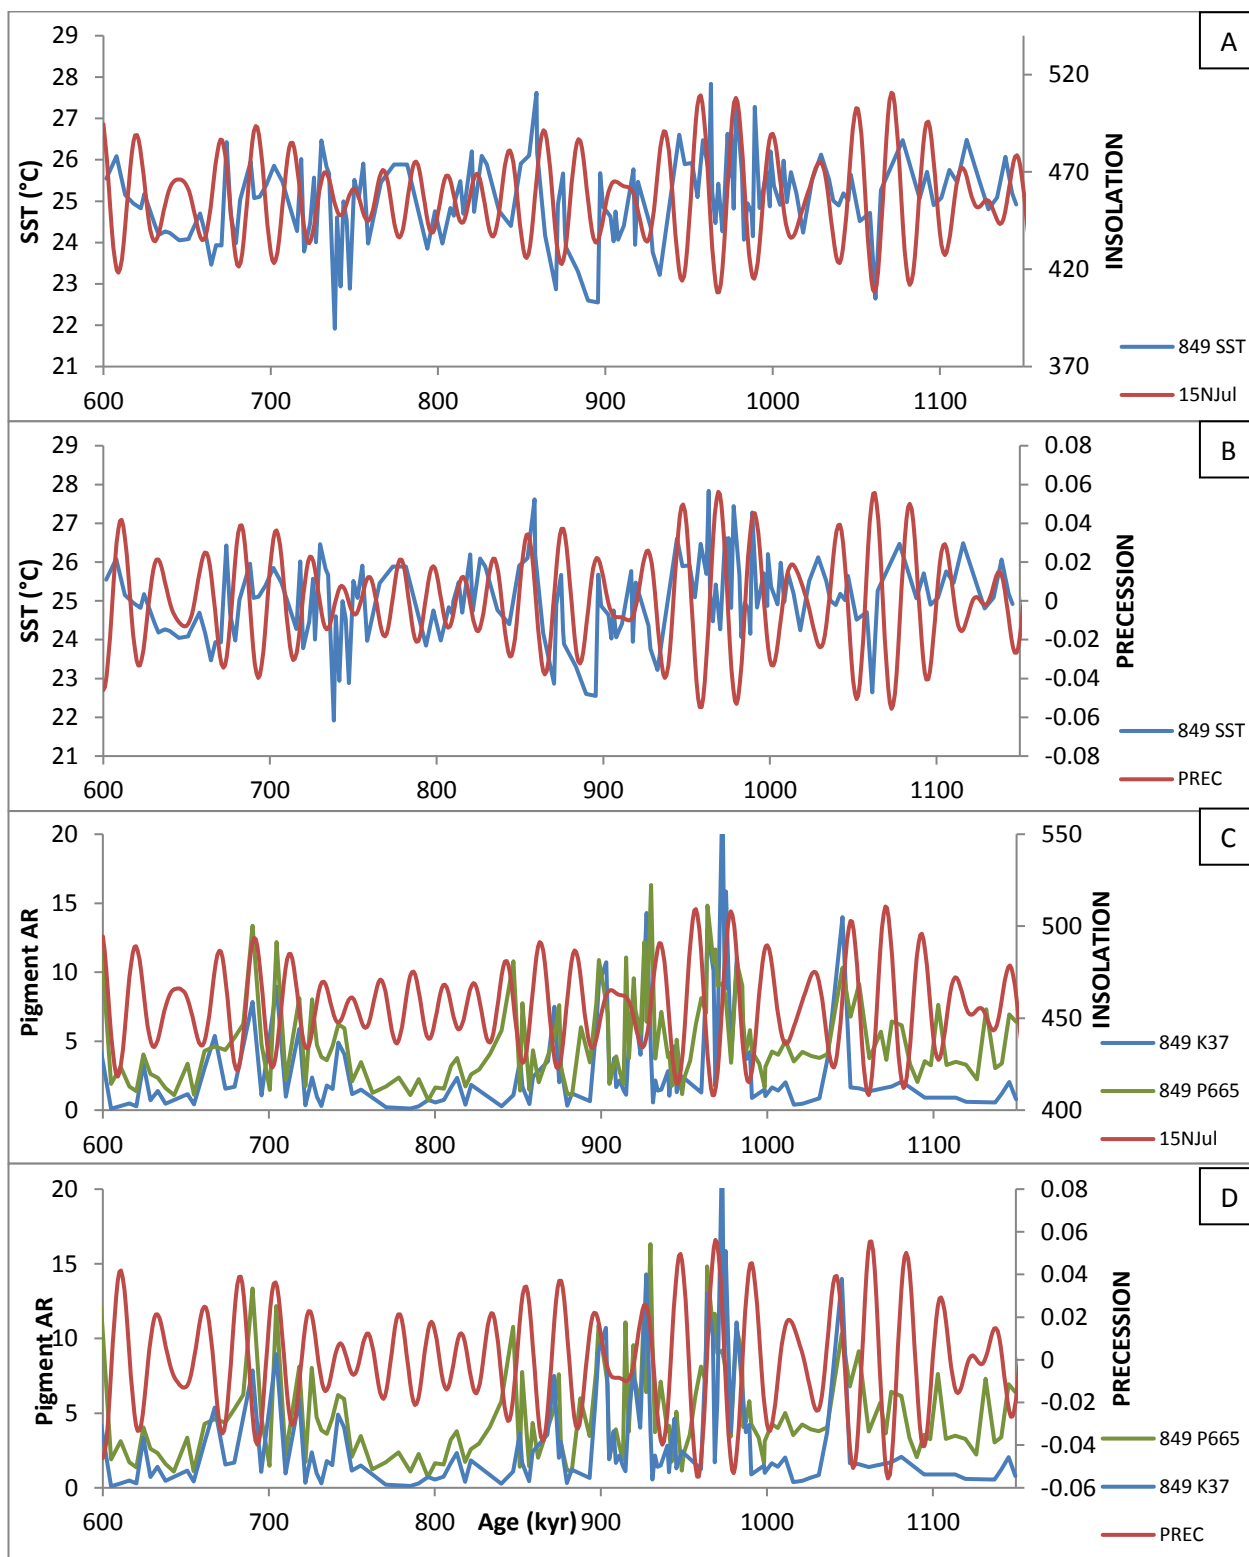 A
29
28
27
26
25
24
23
22
21
SST (°C)
520
470
420
370
INSOLATION
849 SST
15NJul
600 700 800 900 1000 1100
B
29
28
27
26
25
24
23
22
21
SST (°C)
0.08
0.06
0.04
0.02
0
-0.02
-0.04
-0.06
-0.08
PRECESSION
849 SST
PREC
600 700 800 900 1000 1100
C
20
15
10
5
0
Pigment AR
550
500
450
400
INSOLATION
849 K37
849 P665
15NJul
600 700 800 900 1000 1100
D
20
15
10
5
0
Pigment AR
0.08
0.06
0.04
0.02
0
-0.02
-0.04
-0.06
PRECESSION
849 P665
849 K37
PREC
600 700 800 900 1000 1100
Age (kyr)